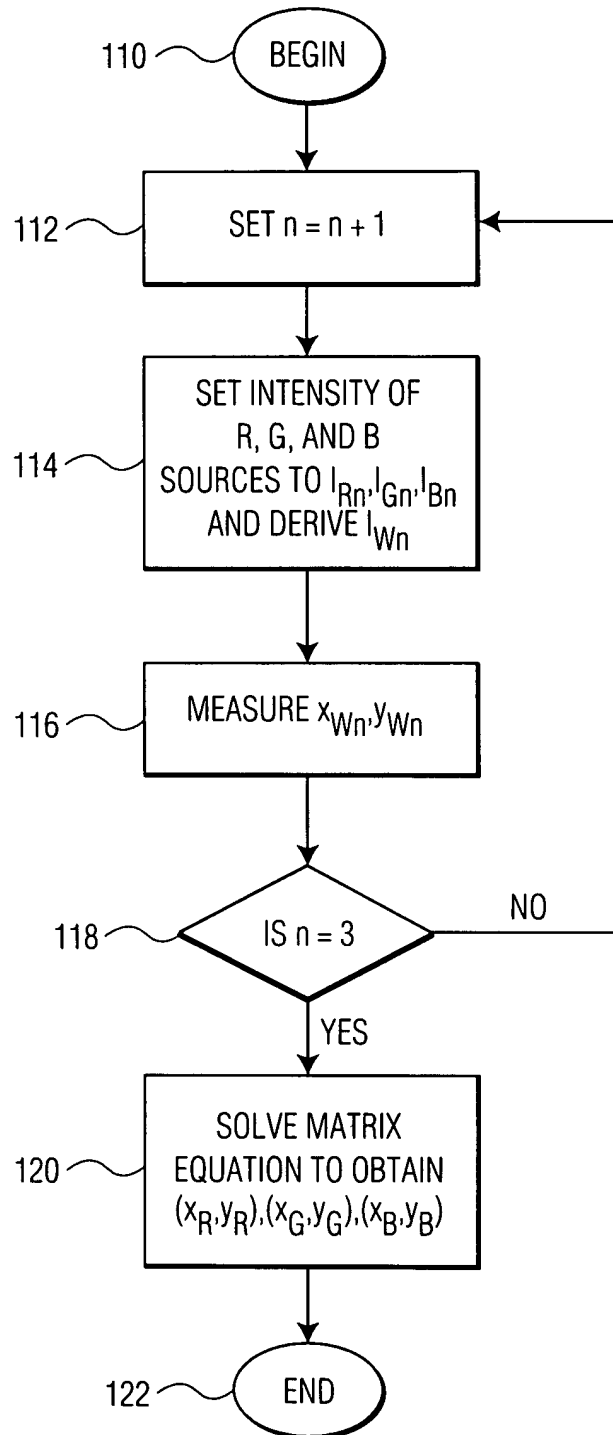 110 BEGIN
112 SET n = n + 1
SET INTENSITY OF
R, G, AND B
114 SOURCES TO I_Rn, I_Gn, I_Bn
AND DERIVE I_Wn
116 MEASURE x_Wn, y_Wn
118 IS n = 3 NO
YES
SOLVE MATRIX
120 EQUATION TO OBTAIN
(x_R, y_R), (x_G, y_G), (x_B, y_B)
122 END